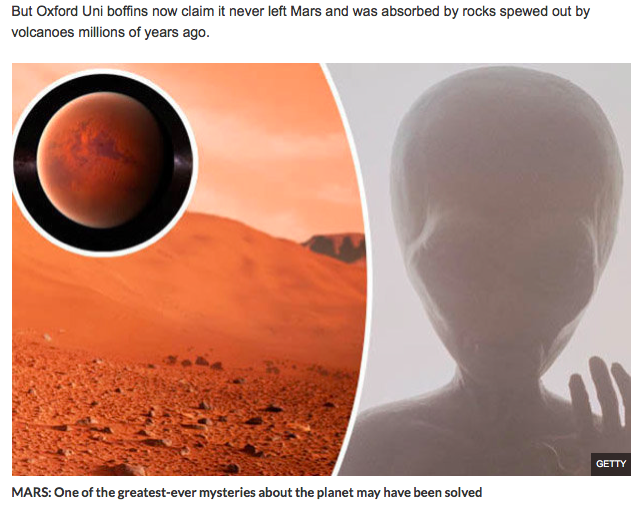 But Oxford Uni boffins now claim it never left Mars and was absorbed by rocks spewed out by
volcanoes millions of years ago.
GETTY
MARS: One of the greatest-ever mysteries about the planet may have been solved